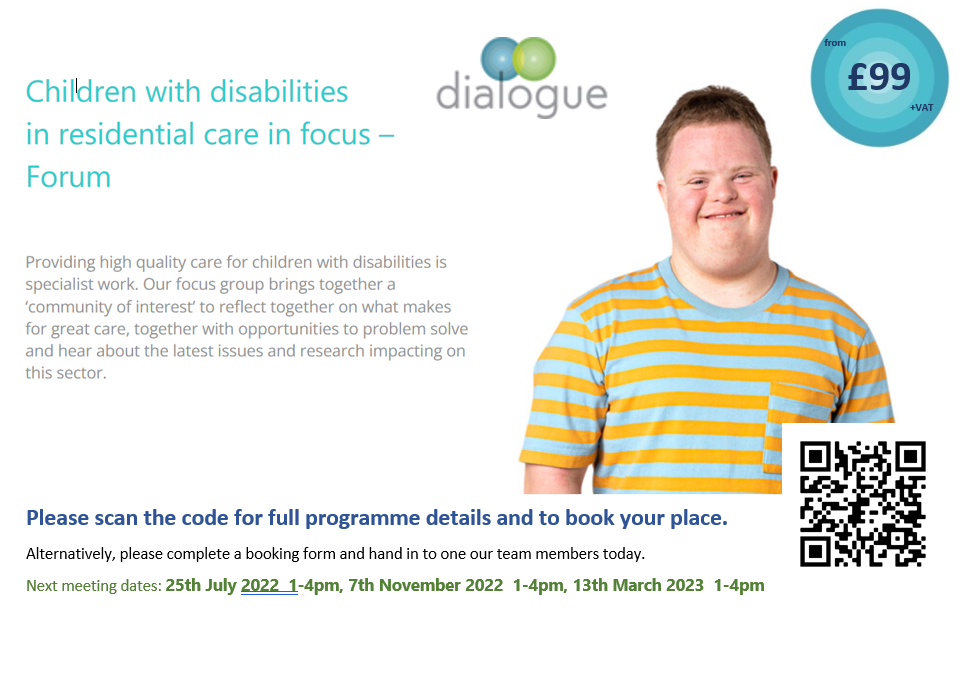 dialogue
from
£99
+VAT
Children with disabilities
in residential care in focus –
Forum
Providing high quality care for children with disabilities is
specialist work. Our focus group brings together a
‘community of interest’ to reflect together on what makes
for great care, together with opportunities to problem solve
and hear about the latest issues and research impacting on
this sector.
Please scan the code for full programme details and to book your place.
Alternatively, please complete a booking form and hand in to one our team members today.
Next meeting dates: 25th July 2022  1-4pm, 7th November 2022  1-4pm, 13th March 2023  1-4pm